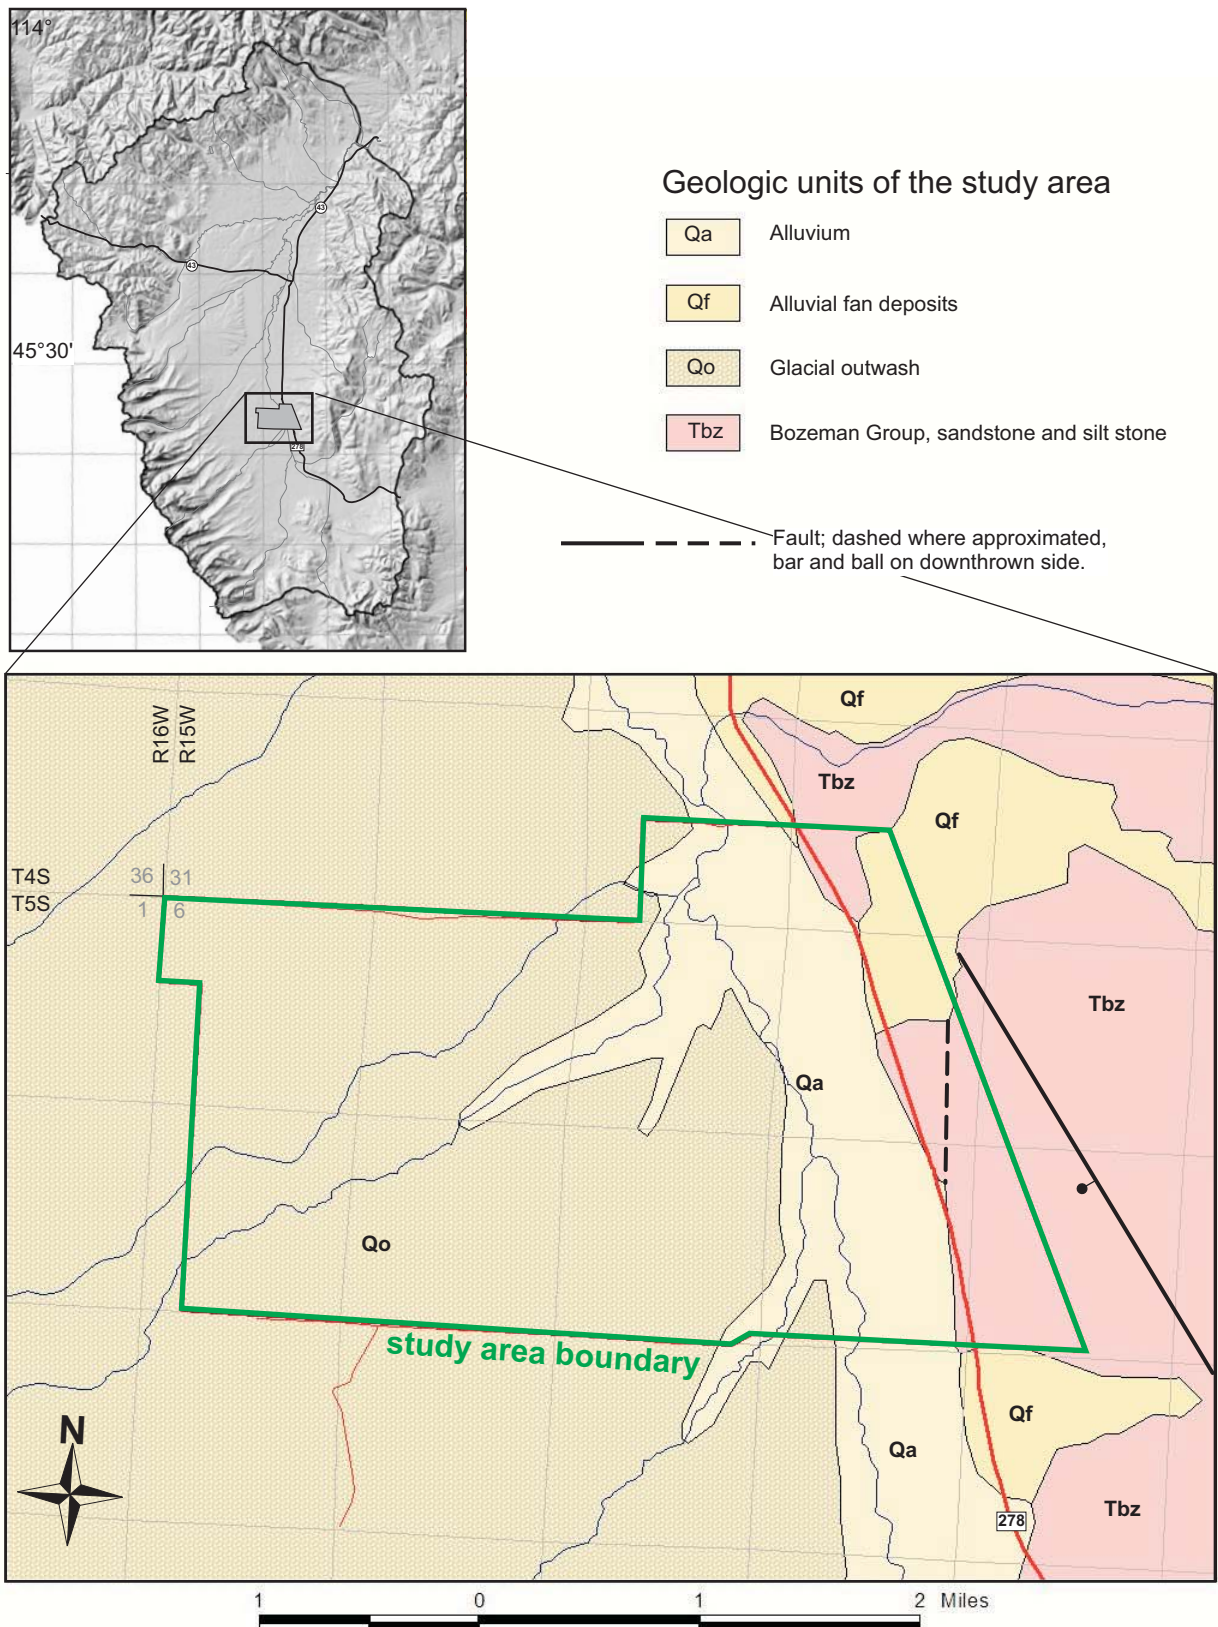 114°
43
43
45°30'
278
Geologic units of the study area
Qa Alluvium
Qf Alluvial fan deposits
Qo Glacial outwash
Tbz Bozeman Group, sandstone and silt stone
Fault; dashed where approximated,
bar and ball on downthrown side.
R16W
R15W
Qf
Tbz
Qf
T4S
36 31
T5S
1 6
Tbz
Qa
Qo
study area boundary
N
Qf
Qa
Tbz
278
1 0 1 2 Miles